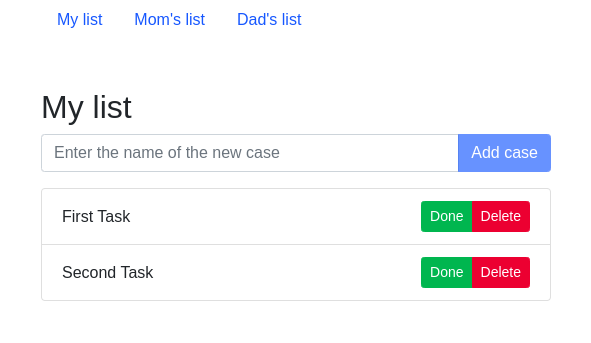 My list Mom's list Dad's list
My list
Enter the name of the new case Add case
First Task Done Delete
Second Task Done Delete